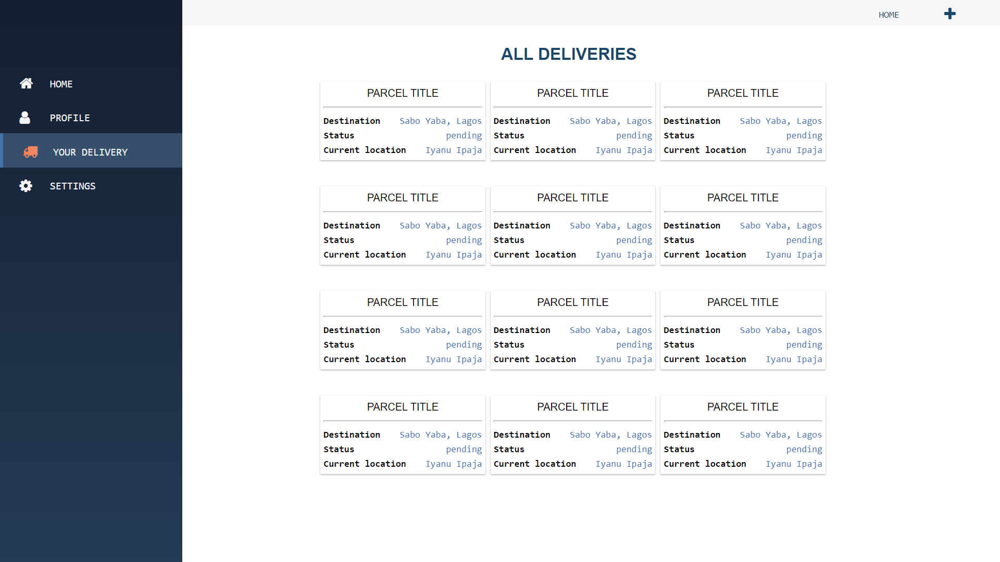 HOME
HOME
PROFILE
YOUR DELIVERY
SETTINGS
ALL DELIVERIES
PARCEL TITLE PARCEL TITLE PARCEL TITLE
Destination Sabo Yaba, Lagos Destination Sabo Yaba, Lagos Destination Sabo Yaba, Lagos
Status pending Status pending Status pending
Current location Iyanu Ipaja Current location Iyanu Ipaja Current location Iyanu Ipaja
PARCEL TITLE PARCEL TITLE PARCEL TITLE
Destination Sabo Yaba, Lagos Destination Sabo Yaba, Lagos Destination Sabo Yaba, Lagos
Status pending Status pending Status pending
Current location Iyanu Ipaja Current location Iyanu Ipaja Current location Iyanu Ipaja
PARCEL TITLE PARCEL TITLE PARCEL TITLE
Destination Sabo Yaba, Lagos Destination Sabo Yaba, Lagos Destination Sabo Yaba, Lagos
Status pending Status pending Status pending
Current location Iyanu Ipaja Current location Iyanu Ipaja Current location Iyanu Ipaja
PARCEL TITLE PARCEL TITLE PARCEL TITLE
Destination Sabo Yaba, Lagos Destination Sabo Yaba, Lagos Destination Sabo Yaba, Lagos
Status pending Status pending Status pending
Current location Iyanu Ipaja Current location Iyanu Ipaja Current location Iyanu Ipaja